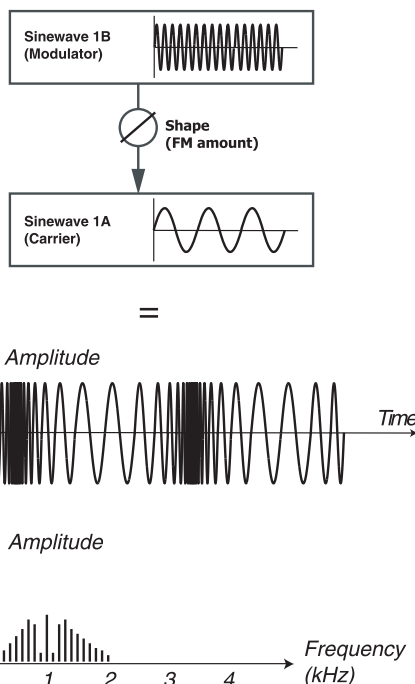 Sinewave 1B
(Modulator)
Shape
(FM amount)
Sinewave 1A
(Carrier)
=
Amplitude
Time
Amplitude
Frequency
(kHz)
1 2 3 4